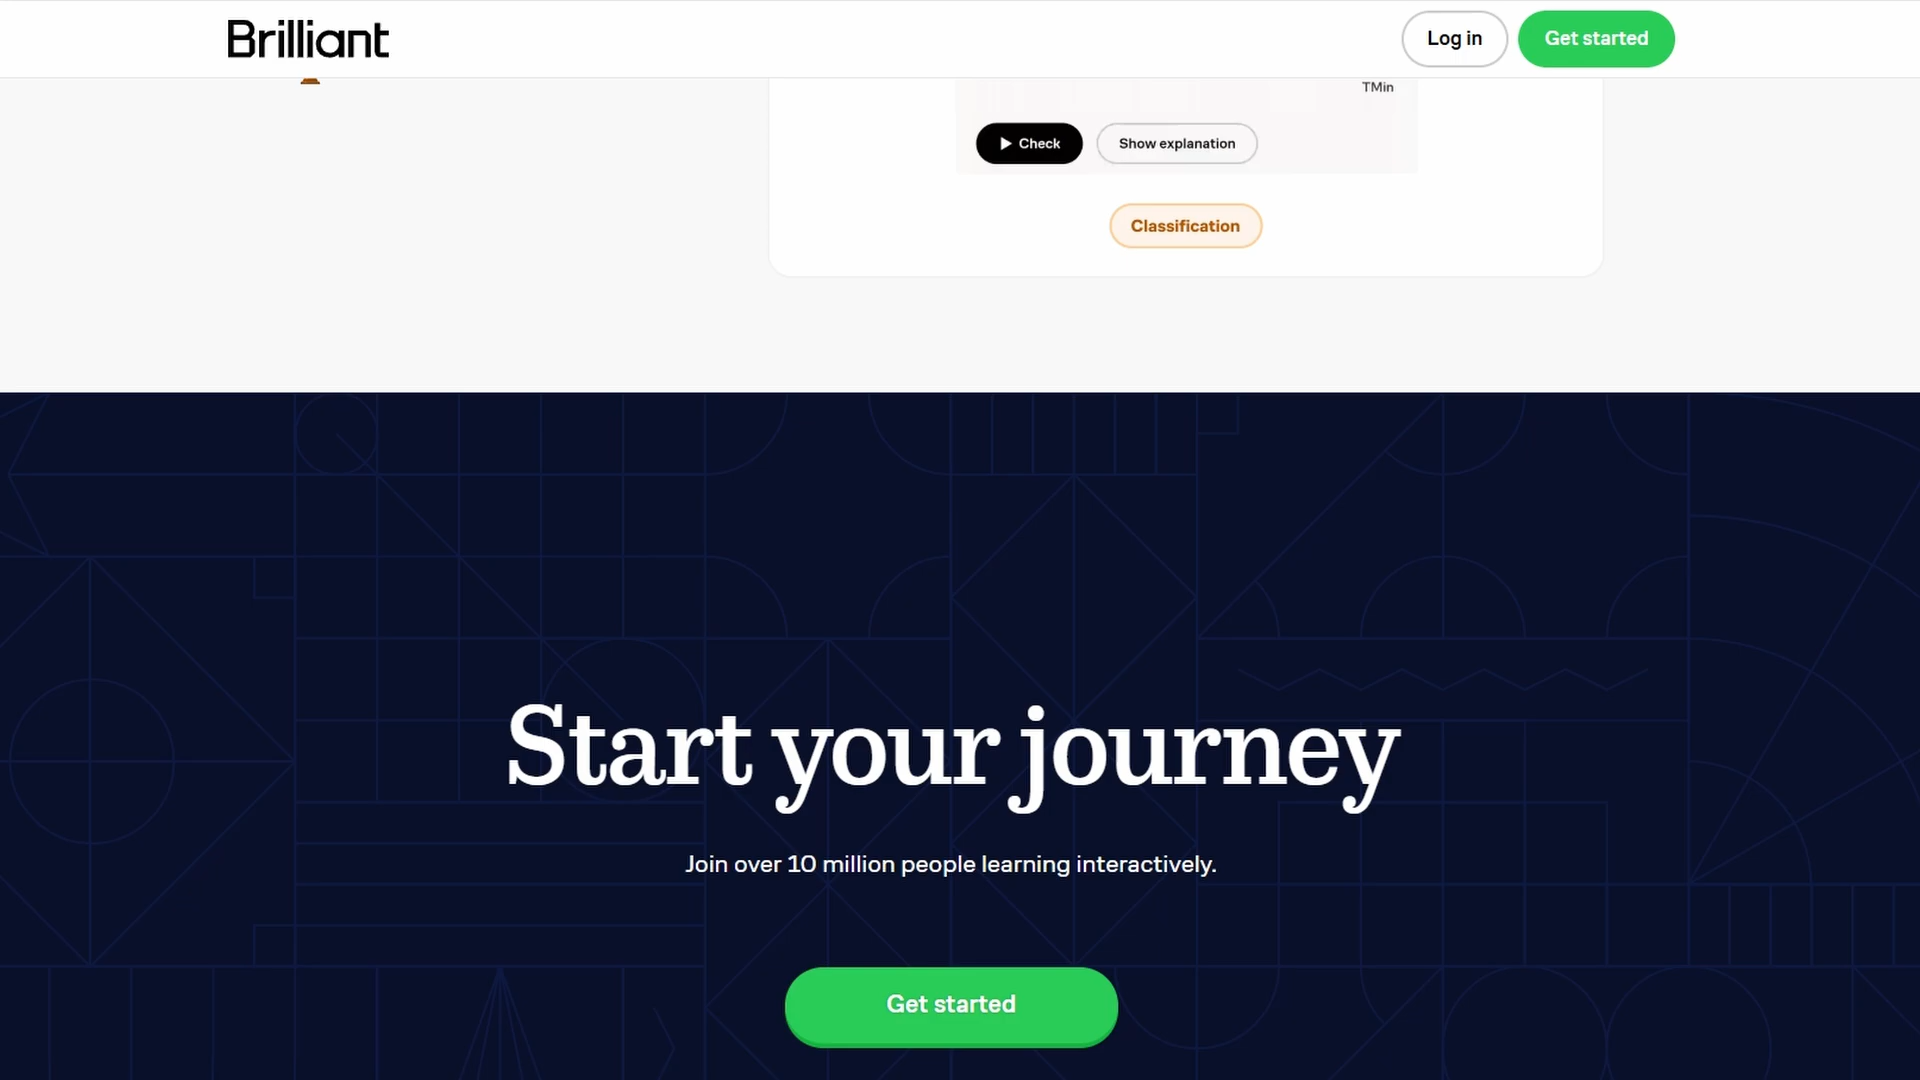 Brilliant
Log in
Get started
TMin
Check
Show explanation
Classification
Start your journey
Join over 10 million people learning interactively.
Get started